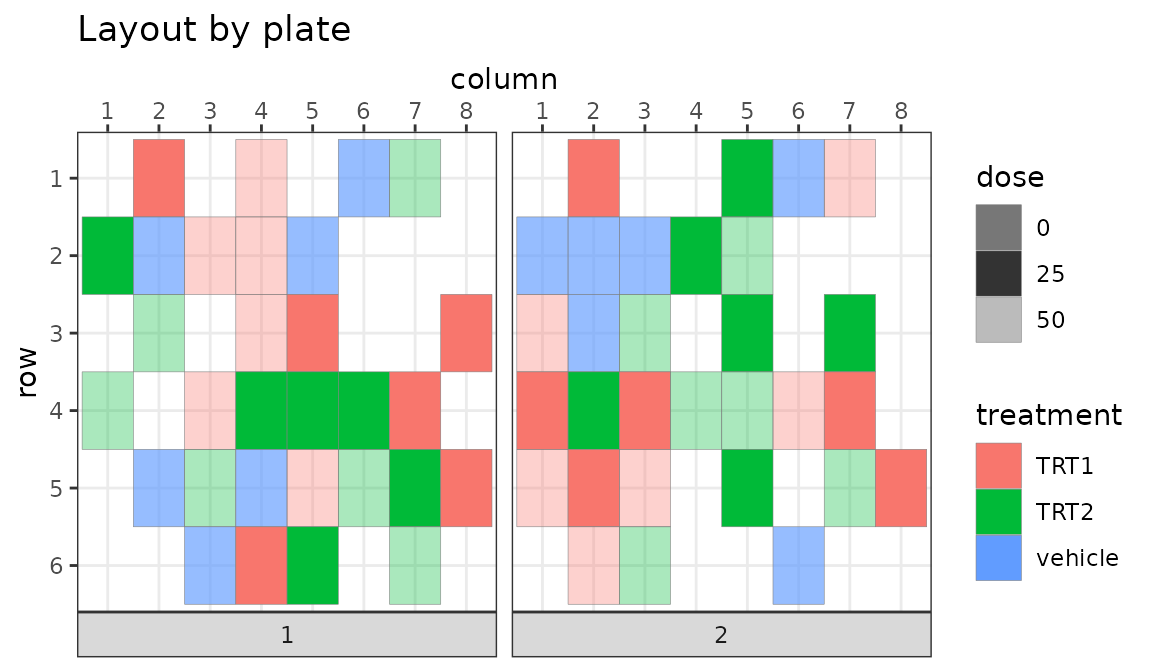 Layout by plate
column
1 2 3 4 5 6 7 8 1 2 3 4 5 6 7 8
row
1
2
3
4
5
6
1 2
dose
0
25
50
treatment
TRT1
TRT2
vehicle